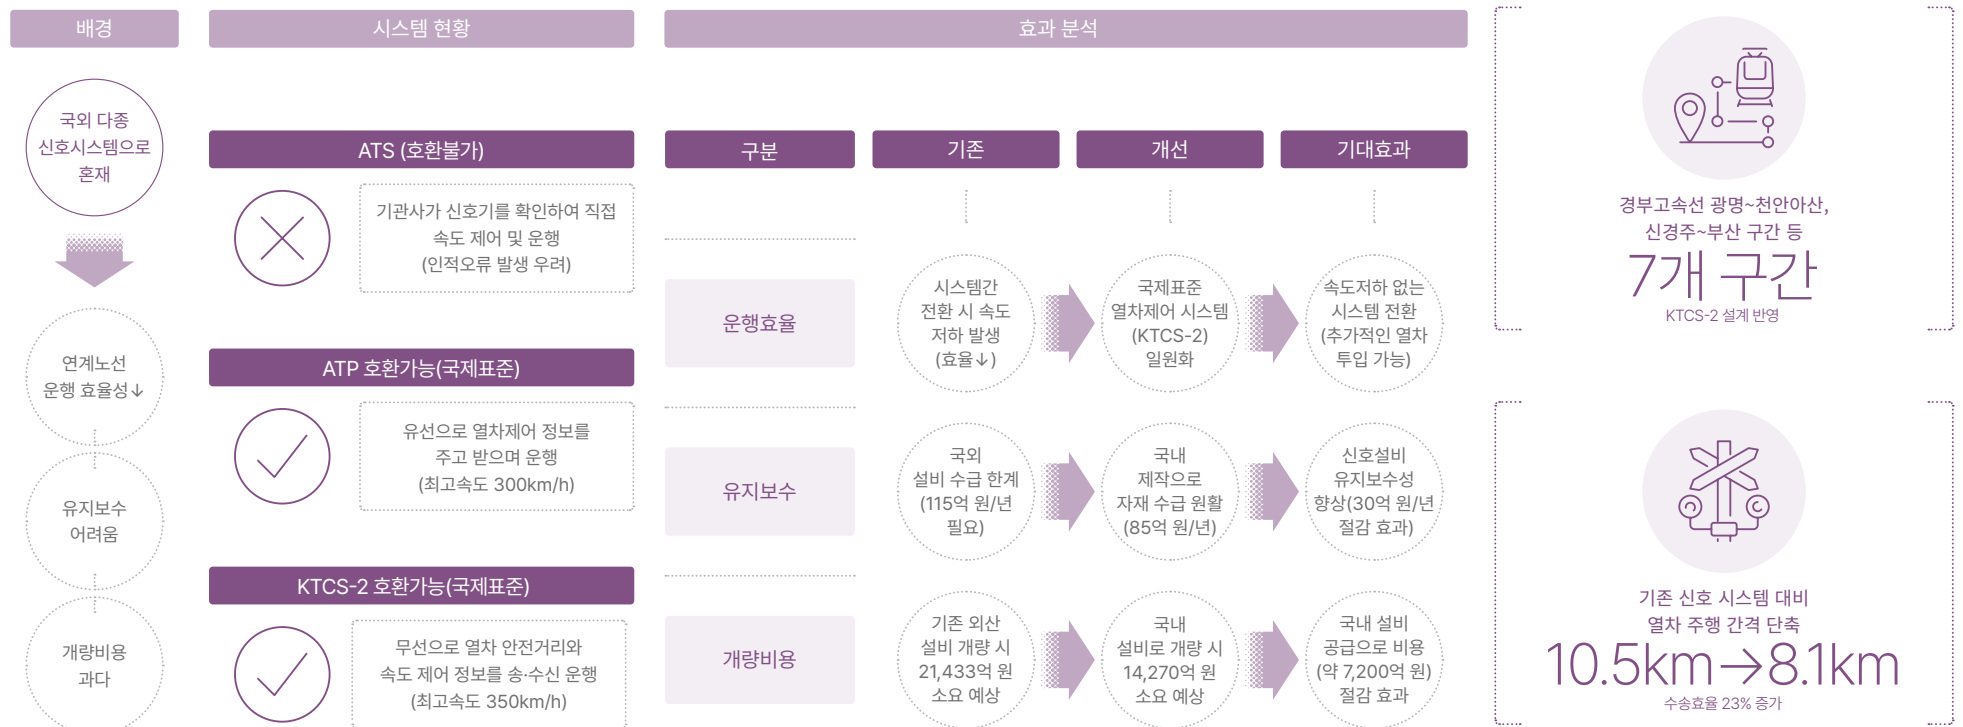 배경
국외 다종
신호시스템으로
혼재
연계노선
운행 효율성↓
유지보수
어려움
개량비용
과다
시스템 현황
ATS (호환불가)
기관사가 신호기를 확인하여 직접
속도 제어 및 운행
(인적오류 발생 우려)
ATP 호환가능(국제표준)
유선으로 열차제어 정보를
주고 받으며 운행
(최고속도 300km/h)
KTCS-2 호환가능(국제표준)
무선으로 열차 안전거리와
속도 제어 정보를 송·수신 운행
(최고속도 350km/h)
효과 분석
구분
기존
개선
기대효과
운행효율
시스템간
전환 시 속도
저하 발생
(효율↓)
국제표준
열차제어 시스템
(KTCS-2)
일원화
속도저하 없는
시스템 전환
(추가적인 열차
투입 가능)
유지보수
국외
설비 수급 한계
(115억 원/년
필요)
국내
제작으로
자재 수급 원활
(85억 원/년)
신호설비
유지보수성
향상(30억 원/년
절감 효과)
개량비용
기존 외산
설비 개량 시
21,433억 원
소요 예상
국내
설비로 개량 시
14,270억 원
소요 예상
국내 설비
공급으로 비용
(약 7,200억 원)
절감 효과
경부고속선 광명~천안아산,
신경주~부산 구간 등
7개 구간
KTCS-2 설계 반영
기존 신호 시스템 대비
열차 주행 간격 단축
10.5km→8.1km
수송효율 23% 증가